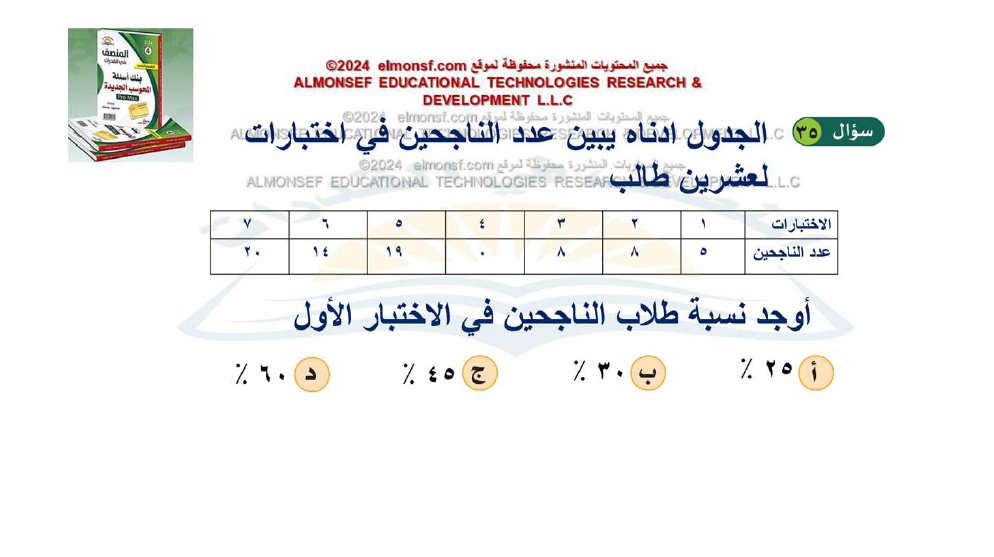 المنصف
في القدرات
بنك أسئلة
المحوسب الجديدة
جميع المحتويات المنشورة محفوظة لموقع elmonsf.com 2024©
ALMONSEF EDUCATIONAL TECHNOLOGIES RESEARCH &
DEVELOPMENT L.L.C
جميع المحتويات المنشورة محفوظة لموقع elmonsf.com 2024©
ALMONSEF EDUCATIONAL TECHNOLOGIES RESEARCH & DEVELOPMENT L.L.C
سؤال ٣٥ الجدول ادناه يبين عدد الناجحين في اختبارات
جميع المحتويات المنشورة محفوظة لموقع elmonsf.com 2024©
ALMONSEF EDUCATIONAL TECHNOLOGIES RESEARCH & DEVELOPMENT L.L.C
لعشرين طالب
الاختبارات ١ ٢ ٣ ٤ ٥ ٦ ٧
عدد الناجحين ٥ ٨ ٨ ٠ ١٩ ١٤ ٢٠
أوجد نسبة طلاب الناجحين في الاختبار الأول
أ ٢٥ ٪ ب ٣٠ ٪ ج ٤٥ ٪ د ٦٠ ٪